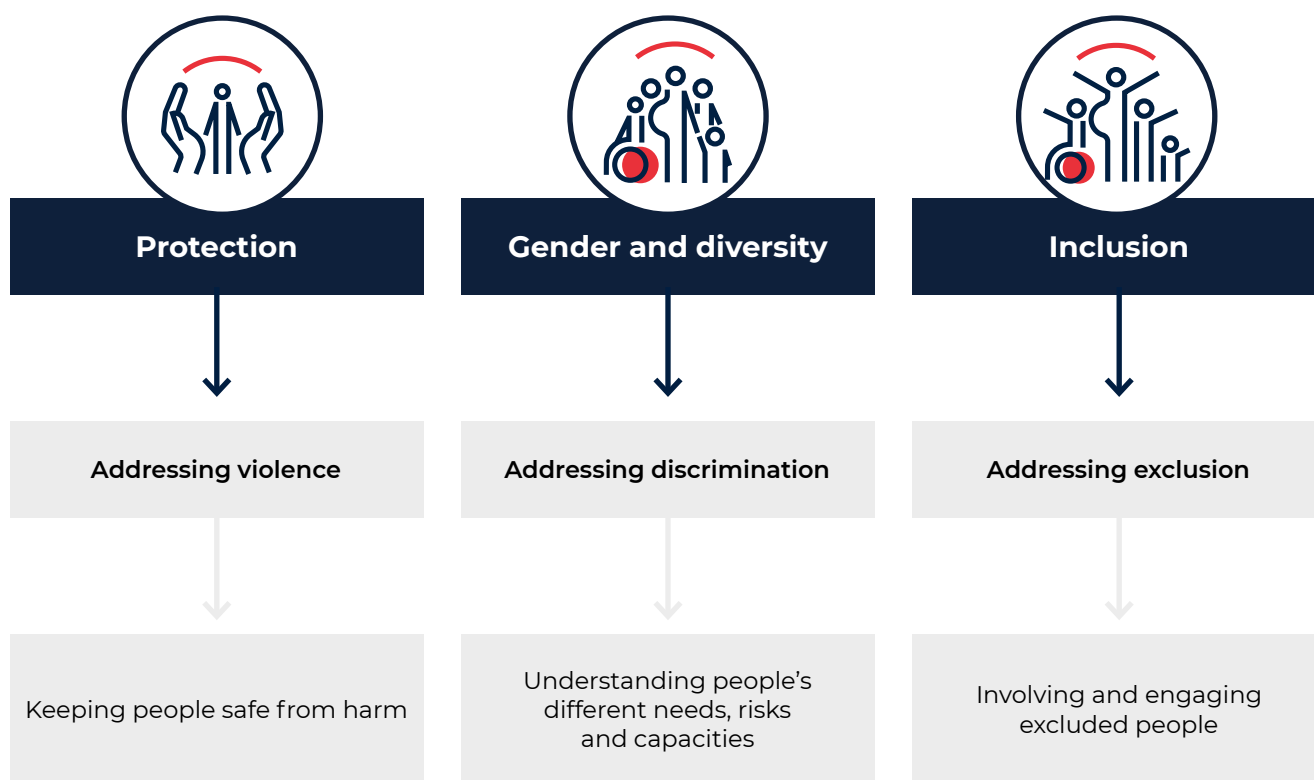 Protection
Gender and diversity
Inclusion
Addressing violence
Addressing discrimination
Addressing exclusion
Keeping people safe from harm
Understanding people’s
different needs, risks
and capacities
Involving and engaging
excluded people